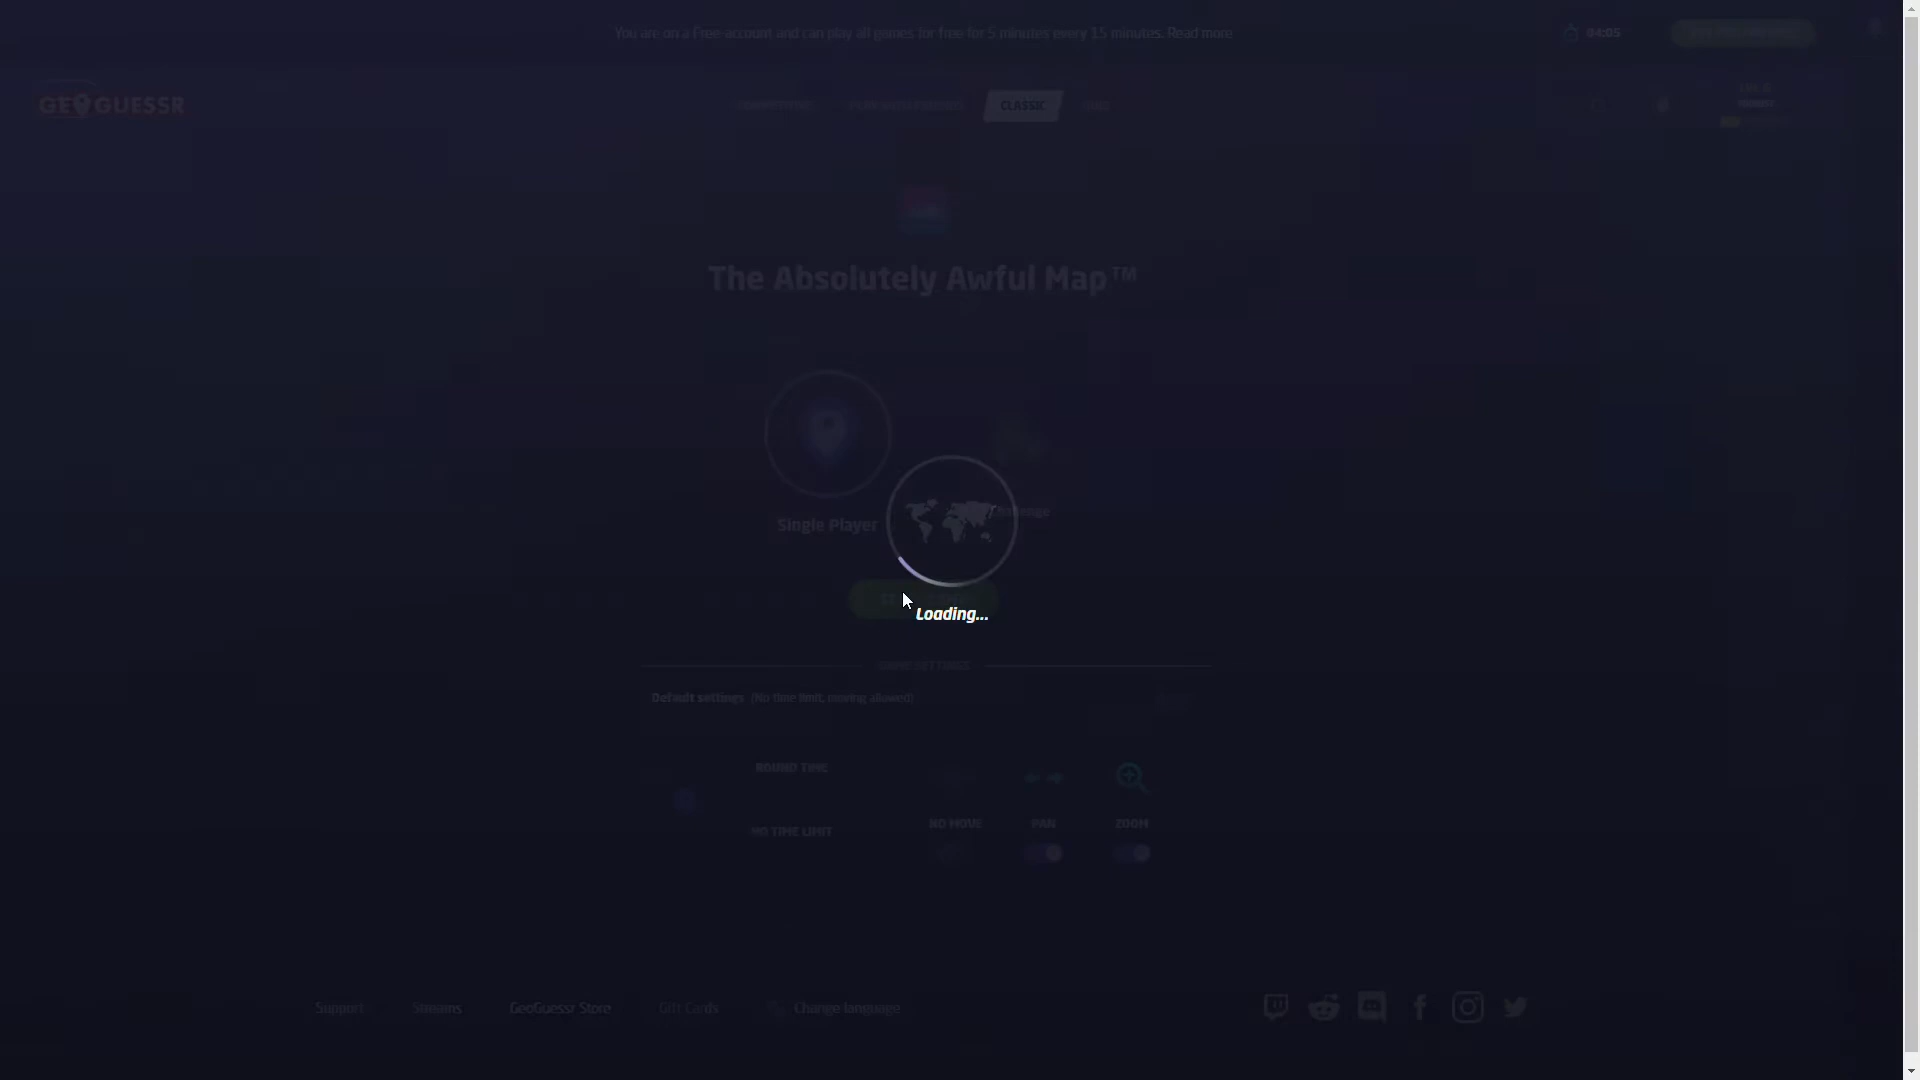 You are on a Free account and can play all games for free for 5 minutes every 15 minutes. Read more
04:05
GEOGUESSR
CLASSIC
The Absolutely Awful Map™
Single Player
Loading...
GAME SETTINGS
Default settings (No time limit, moving allowed)
ROUND TIME
NO TIME LIMIT
NO MOVE
PAN
ZOOM
Support
Streams
GeoGuessr Store
Gift Cards
Change language